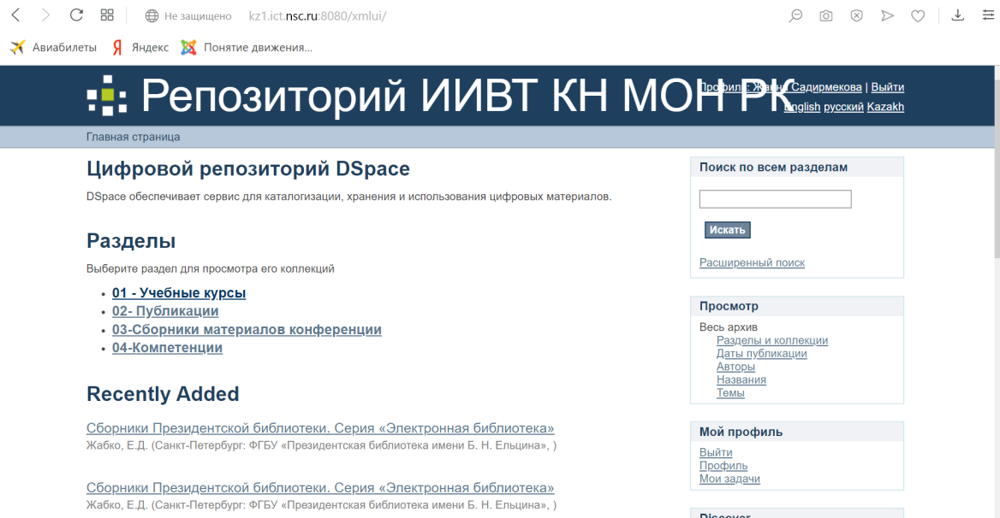 Не защищено kz1.ict.nsc.ru:8080/xmlui/
Авиабилеты Яндекс Понятие движения...
Репозиторий ИИВТ КН МОН РК
Профиль: Жанна Садирмекова | Выйти
English русский Kazakh
Главная страница
Цифровой репозиторий DSpace
DSpace обеспечивает сервис для каталогизации, хранения и использования цифровых материалов.
Разделы
Выберите раздел для просмотра его коллекций
01 - Учебные курсы
02- Публикации
03-Сборники материалов конференции
04-Компетенции
Recently Added
Сборники Президентской библиотеки. Серия «Электронная библиотека»
Жабко, Е.Д. (Санкт-Петербург: ФГБУ «Президентская библиотека имени Б. Н. Ельцина», )
Сборники Президентской библиотеки. Серия «Электронная библиотека»
Жабко, Е.Д. (Санкт-Петербург: ФГБУ «Президентская библиотека имени Б. Н. Ельцина», )
Поиск по всем разделам
Искать
Расширенный поиск
Просмотр
Весь архив
Разделы и коллекции
Даты публикации
Авторы
Названия
Темы
Мой профиль
Выйти
Профиль
Мои задачи
Discover